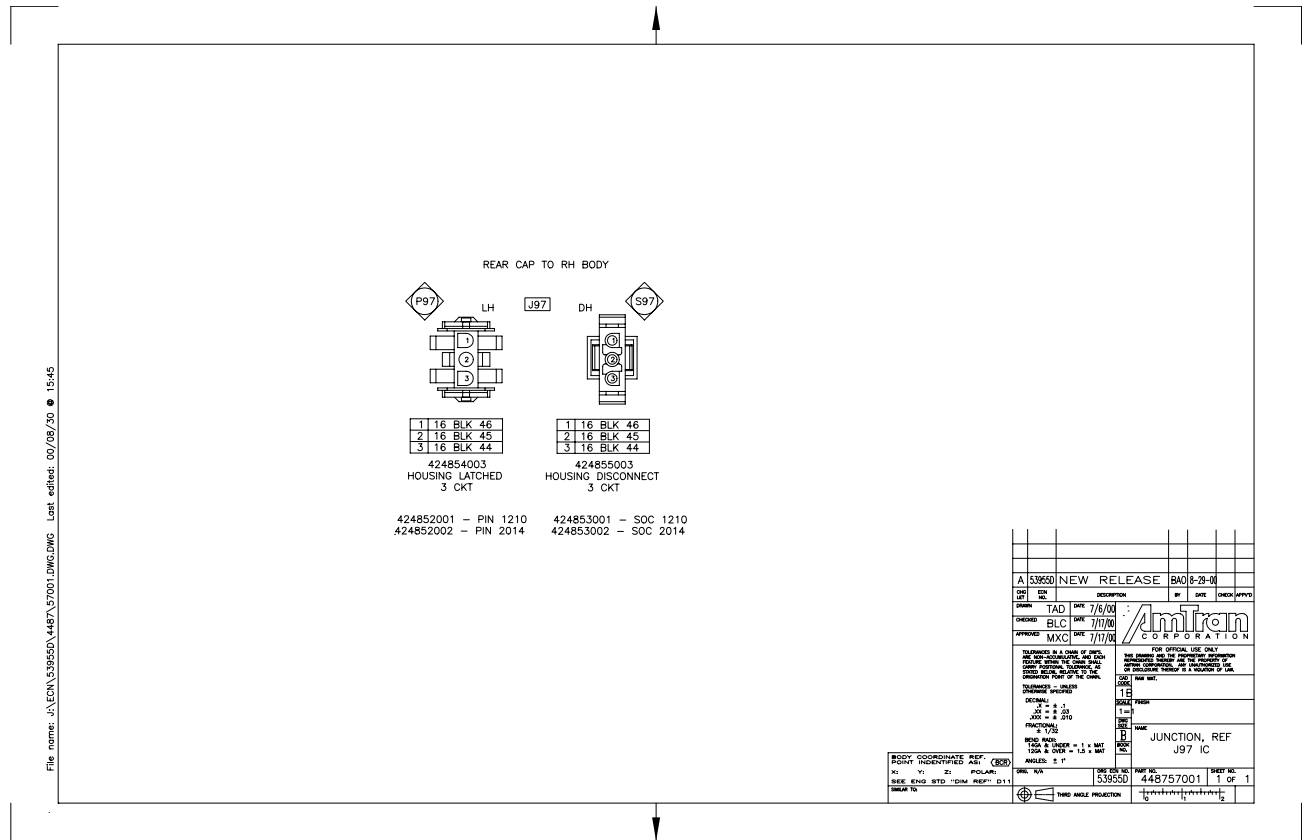 File name: J:\ECN\53955D\4487\57001.DWG.DWG Last edited: 00/08/30 @ 15:45
REAR CAP TO RH BODY
P97 LH J97 DH S97
1 1
2 2
3 3
1 16 BLK 46
2 16 BLK 45
3 16 BLK 44
424854003
HOUSING LATCHED
3 CKT
424852001 - PIN 1210
424852002 - PIN 2014
1 16 BLK 46
2 16 BLK 45
3 16 BLK 44
424855003
HOUSING DISCONNECT
3 CKT
424853001 - SOC 1210
424853002 - SOC 2014
A 53955D NEW RELEASE BAO 8-29-00
CHG LET ECN NO. DESCRIPTION BY DATE CHECK APPV'D
DRAWN TAD DATE 7/6/00
CHECKED BLC DATE 7/17/00
APPROVED MXC DATE 7/17/00
AmTran
CORPORATION
TOLERANCES IN A CHAIN OF DIM'S.
ARE NON-ACCUMULATIVE, AND EACH
FEATURE WITHIN THE CHAIN SHALL
CARRY POSITIONAL TOLERANCE, AS
STATED BELOW, RELATIVE TO THE
ORIGINATION POINT OF THE CHAIN.
TOLERANCES - UNLESS
OTHERWISE SPECIFIED
DECIMAL:
.X = ± .1
.XX = ± .03
.XXX = ± .010
FRACTIONAL:
± 1/32
BEND RADII:
14GA & UNDER = 1 x MAT
12GA & OVER = 1.5 x MAT
ANGLES: ± 1°
FOR OFFICIAL USE ONLY
THIS DRAWING AND THE PROPRIETARY INFORMATION
REPRESENTED THEREBY ARE THE PROPERTY OF
AMTRAN CORPORATION. ANY UNAUTHORIZED USE
OR DISCLOSURE THEREOF IS A VIOLATION OF LAW.
CAD CODE 1B RAW MAT.
SCALE 1=1 FINISH
DWG SIZE B
BOOK NO.
NAME
JUNCTION, REF
J97 IC
ORIG. N/A ORG ECN NO. 53955D PART NO. 448757001 SHEET NO. 1 OF 1
THIRD ANGLE PROJECTION 0 1 2
BODY COORDINATE REF.
POINT INDENTIFIED AS: BCR
X: Y: Z: POLAR:
SEE ENG STD "DIM REF" D11
SIMILAR TO: